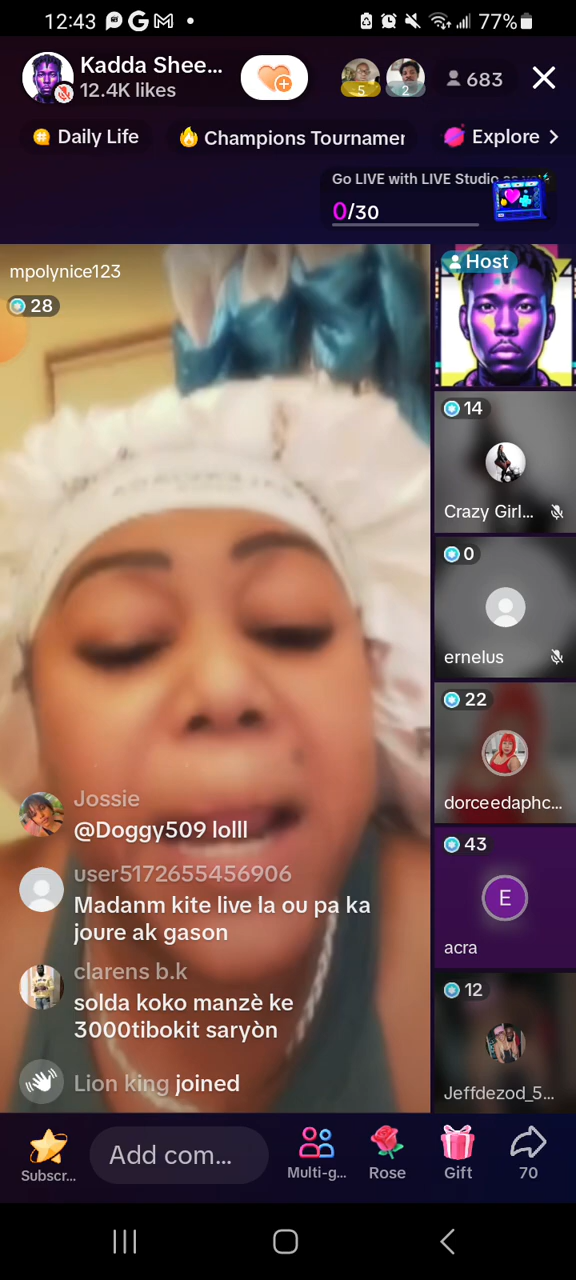 12:43
77%
Kadda Shee...
12.4K likes
5
2
683
Daily Life
Champions Tournamer
Explore
Go LIVE with LIVE Studio as
0/30
mpolynice123
28
Host
14
Crazy Girl...
0
ernelus
22
dorceedaphc...
43
E
acra
12
Jeffdezod_5...
Jossie
@Doggy509 lolll
user5172655456906
Madanm kite live la ou pa ka
joure ak gason
clarens b.k
solda koko manzè ke
3000tibokit saryòn
Lion king joined
Subscr...
Add com...
Multi-g...
Rose
Gift
70